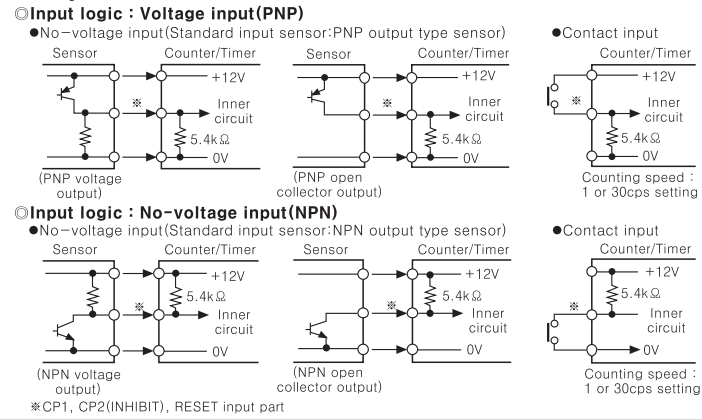 ◎Input logic : Voltage input(PNP)
●No-voltage input(Standard input sensor:PNP output type sensor)
●Contact input
Sensor
Counter/Timer
+12V
※
Inner
circuit
5.4kΩ
0V
(PNP voltage
output)
Sensor
Counter/Timer
+12V
※
Inner
circuit
5.4kΩ
0V
(PNP open
collector output)
Counter/Timer
+12V
※
Inner
circuit
5.4kΩ
0V
Counting speed :
1 or 30cps setting
◎Input logic : No-voltage input(NPN)
●No-voltage input(Standard input sensor:NPN output type sensor)
●Contact input
Sensor
Counter/Timer
+12V
5.4kΩ
※
Inner
circuit
0V
(NPN voltage
output)
Sensor
Counter/Timer
+12V
5.4kΩ
※
Inner
circuit
0V
(NPN open
collector output)
Counter/Timer
+12V
5.4kΩ
※
Inner
circuit
0V
Counting speed :
1 or 30cps setting
※CP1, CP2(INHIBIT), RESET input part